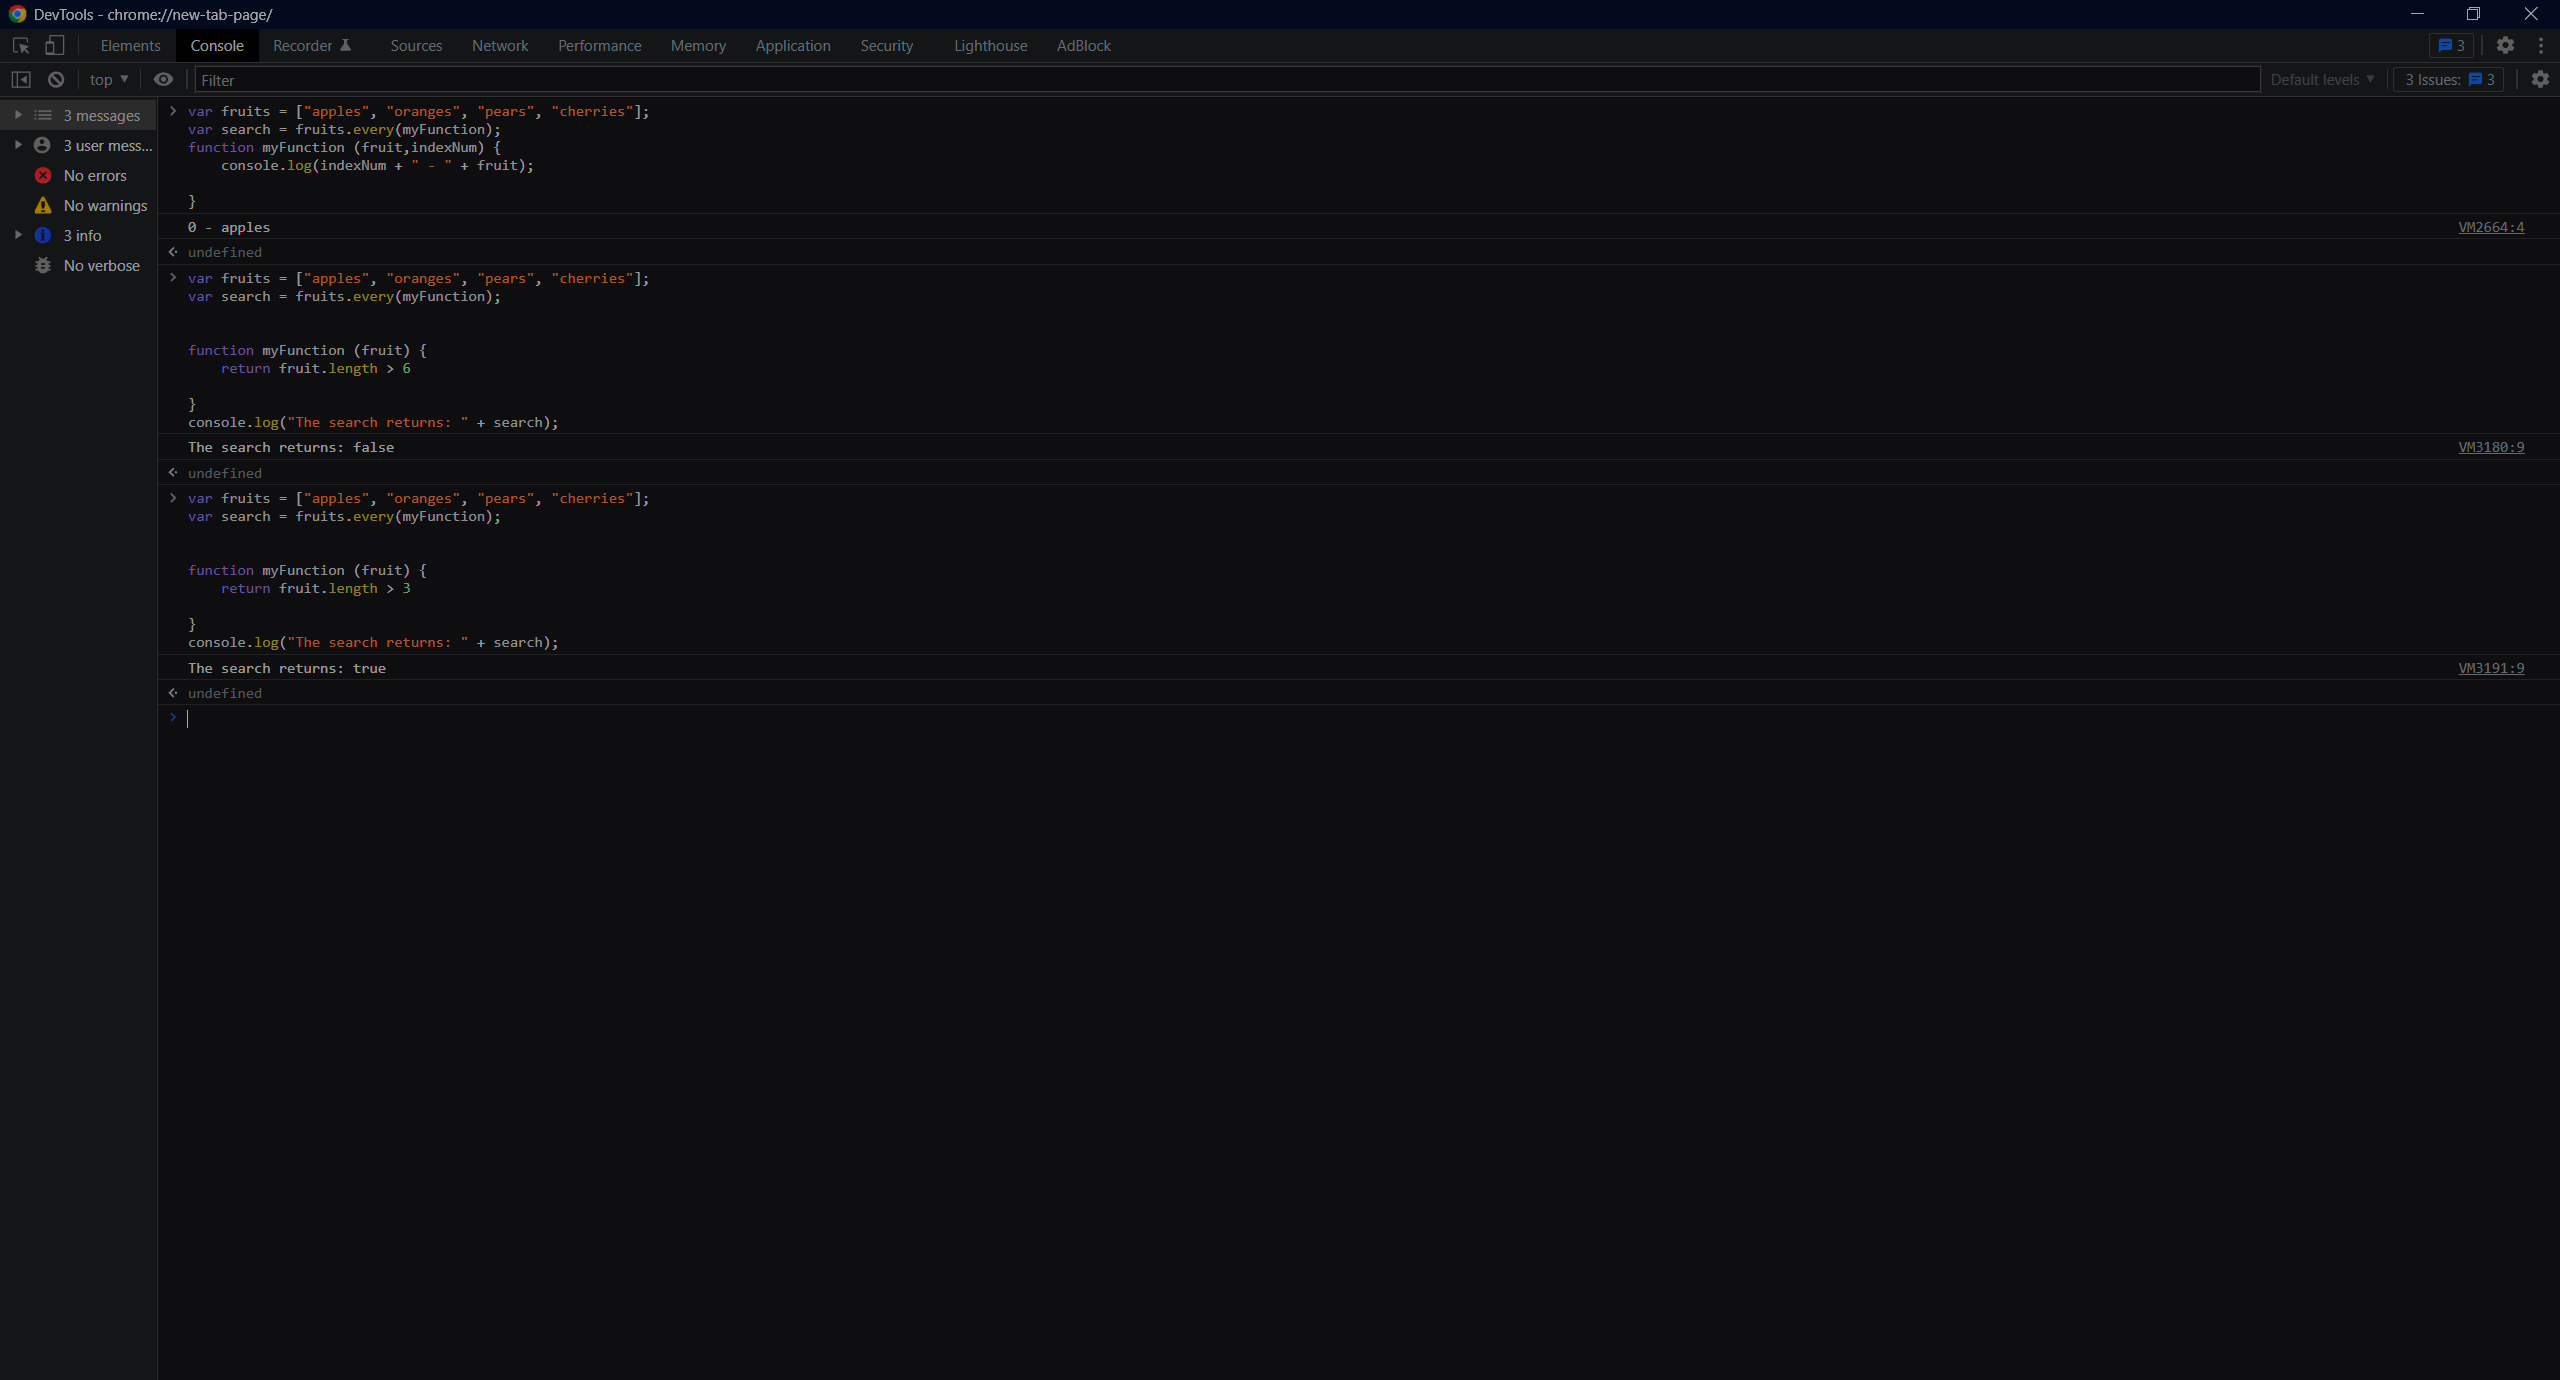 DevTools - chrome://new-tab-page/
Elements Console Recorder Sources Network Performance Memory Application Security Lighthouse AdBlock 3
top Filter Default levels 3 Issues: 3
3 messages
3 user mess...
No errors
No warnings
3 info
No verbose
> var fruits = ["apples", "oranges", "pears", "cherries"];
var search = fruits.every(myFunction);
function myFunction (fruit,indexNum) {
    console.log(indexNum + " - " + fruit);
}
0 - apples VM2664:4
undefined
> var fruits = ["apples", "oranges", "pears", "cherries"];
var search = fruits.every(myFunction);
function myFunction (fruit) {
    return fruit.length > 6
}
console.log("The search returns: " + search);
The search returns: false VM3180:9
undefined
> var fruits = ["apples", "oranges", "pears", "cherries"];
var search = fruits.every(myFunction);
function myFunction (fruit) {
    return fruit.length > 3
}
console.log("The search returns: " + search);
The search returns: true VM3191:9
undefined
>